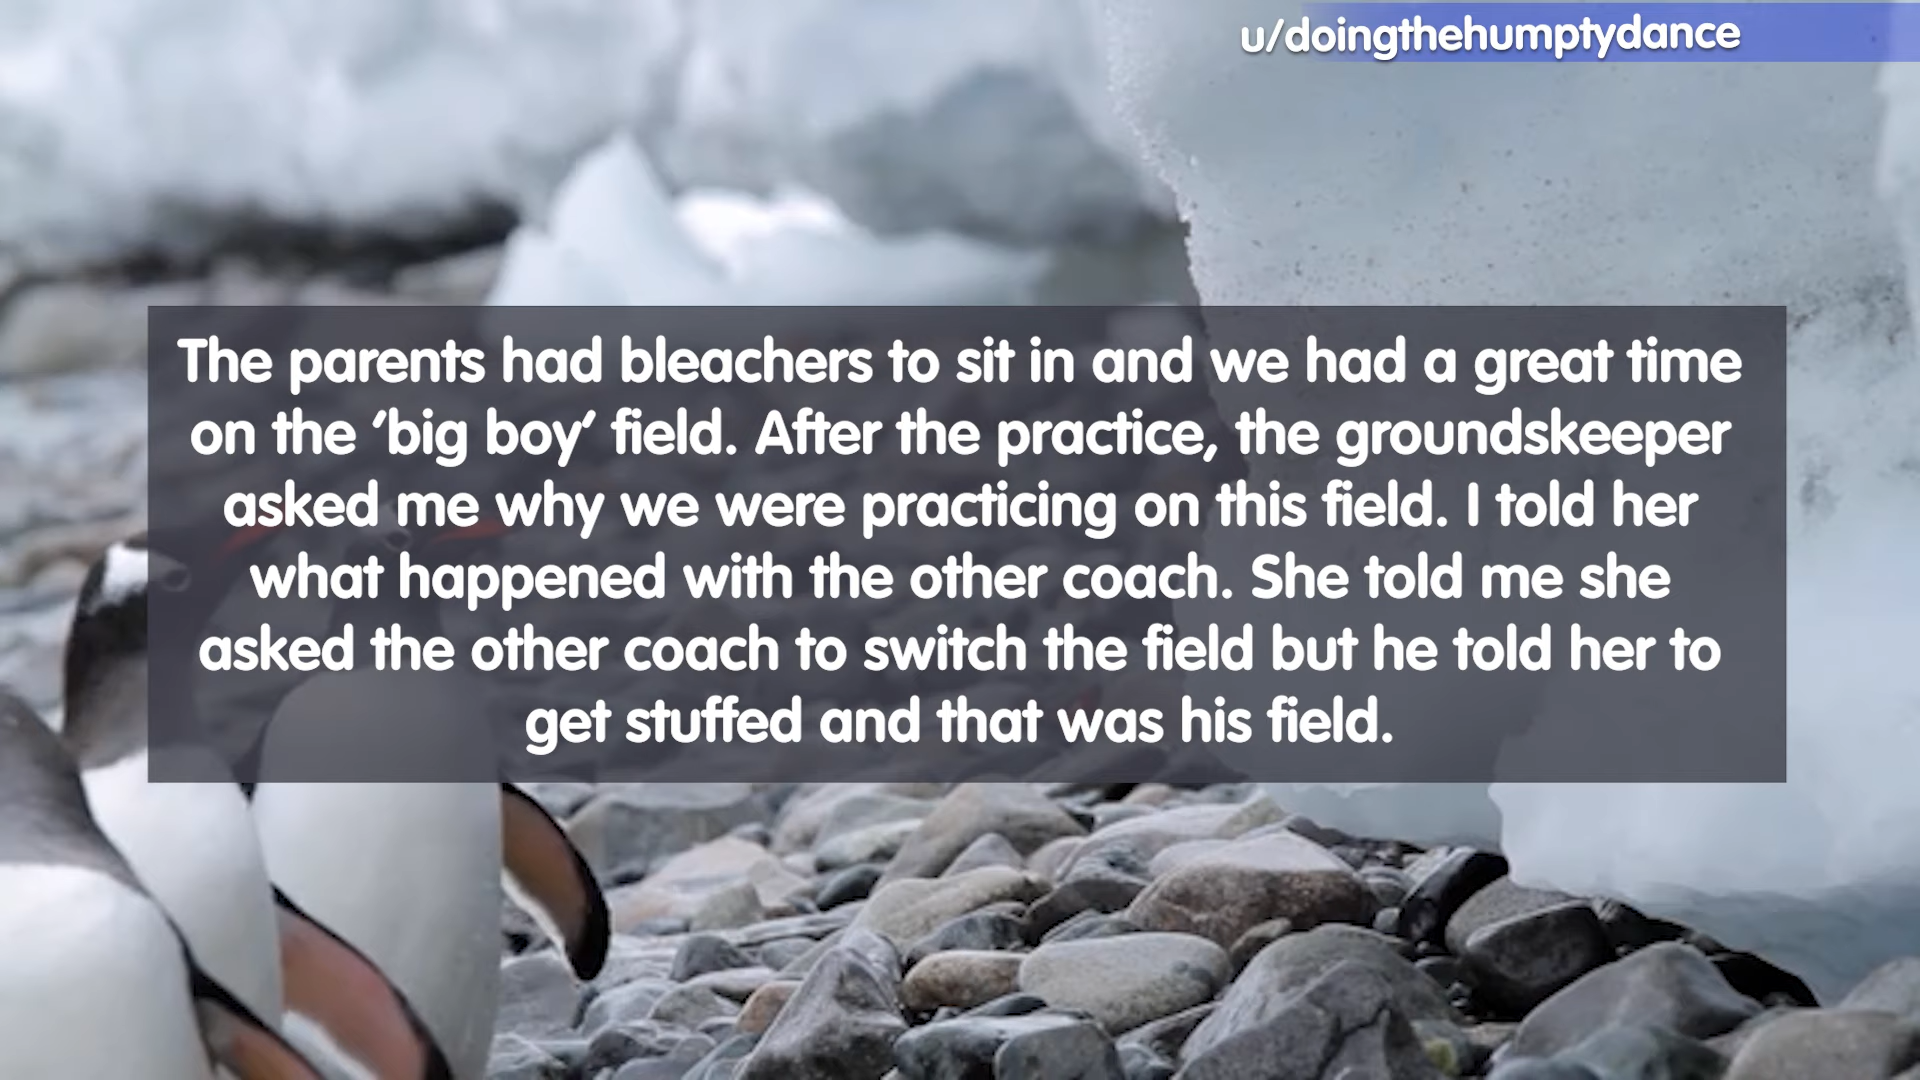 u/doingthehumptydance
The parents had bleachers to sit in and we had a great time
on the ‘big boy’ field. After the practice, the groundskeeper
asked me why we were practicing on this field. I told her
what happened with the other coach. She told me she
asked the other coach to switch the field but he told her to
get stuffed and that was his field.